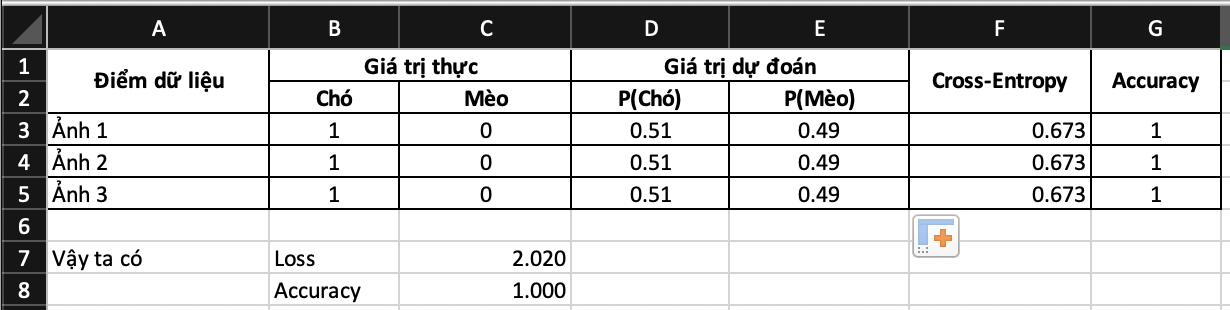 A B C D E F G
1 Điểm dữ liệu Giá trị thực Giá trị dự đoán Cross-Entropy Accuracy
2 Chó Mèo P(Chó) P(Mèo)
3 Ảnh 1 1 0 0.51 0.49 0.673 1
4 Ảnh 2 1 0 0.51 0.49 0.673 1
5 Ảnh 3 1 0 0.51 0.49 0.673 1
6
7 Vậy ta có Loss 2.020
8 Accuracy 1.000